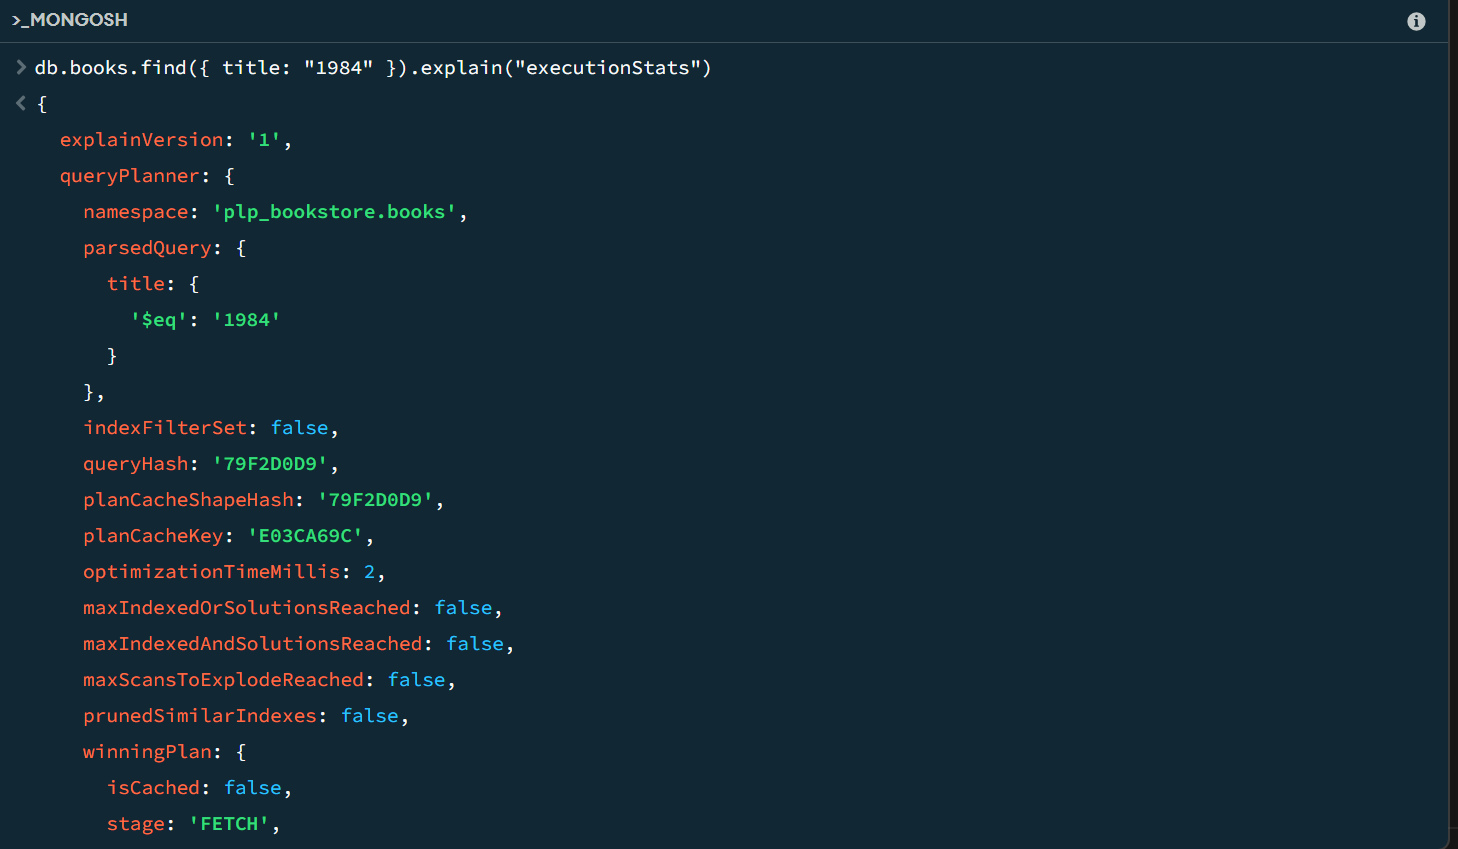 >_MONGOSH
> db.books.find({ title: "1984" }).explain("executionStats")
< {
explainVersion: '1',
queryPlanner: {
namespace: 'plp_bookstore.books',
parsedQuery: {
title: {
'$eq': '1984'
}
},
indexFilterSet: false,
queryHash: '79F2D0D9',
planCacheShapeHash: '79F2D0D9',
planCacheKey: 'E03CA69C',
optimizationTimeMillis: 2,
maxIndexedOrSolutionsReached: false,
maxIndexedAndSolutionsReached: false,
maxScansToExplodeReached: false,
prunedSimilarIndexes: false,
winningPlan: {
isCached: false,
stage: 'FETCH',